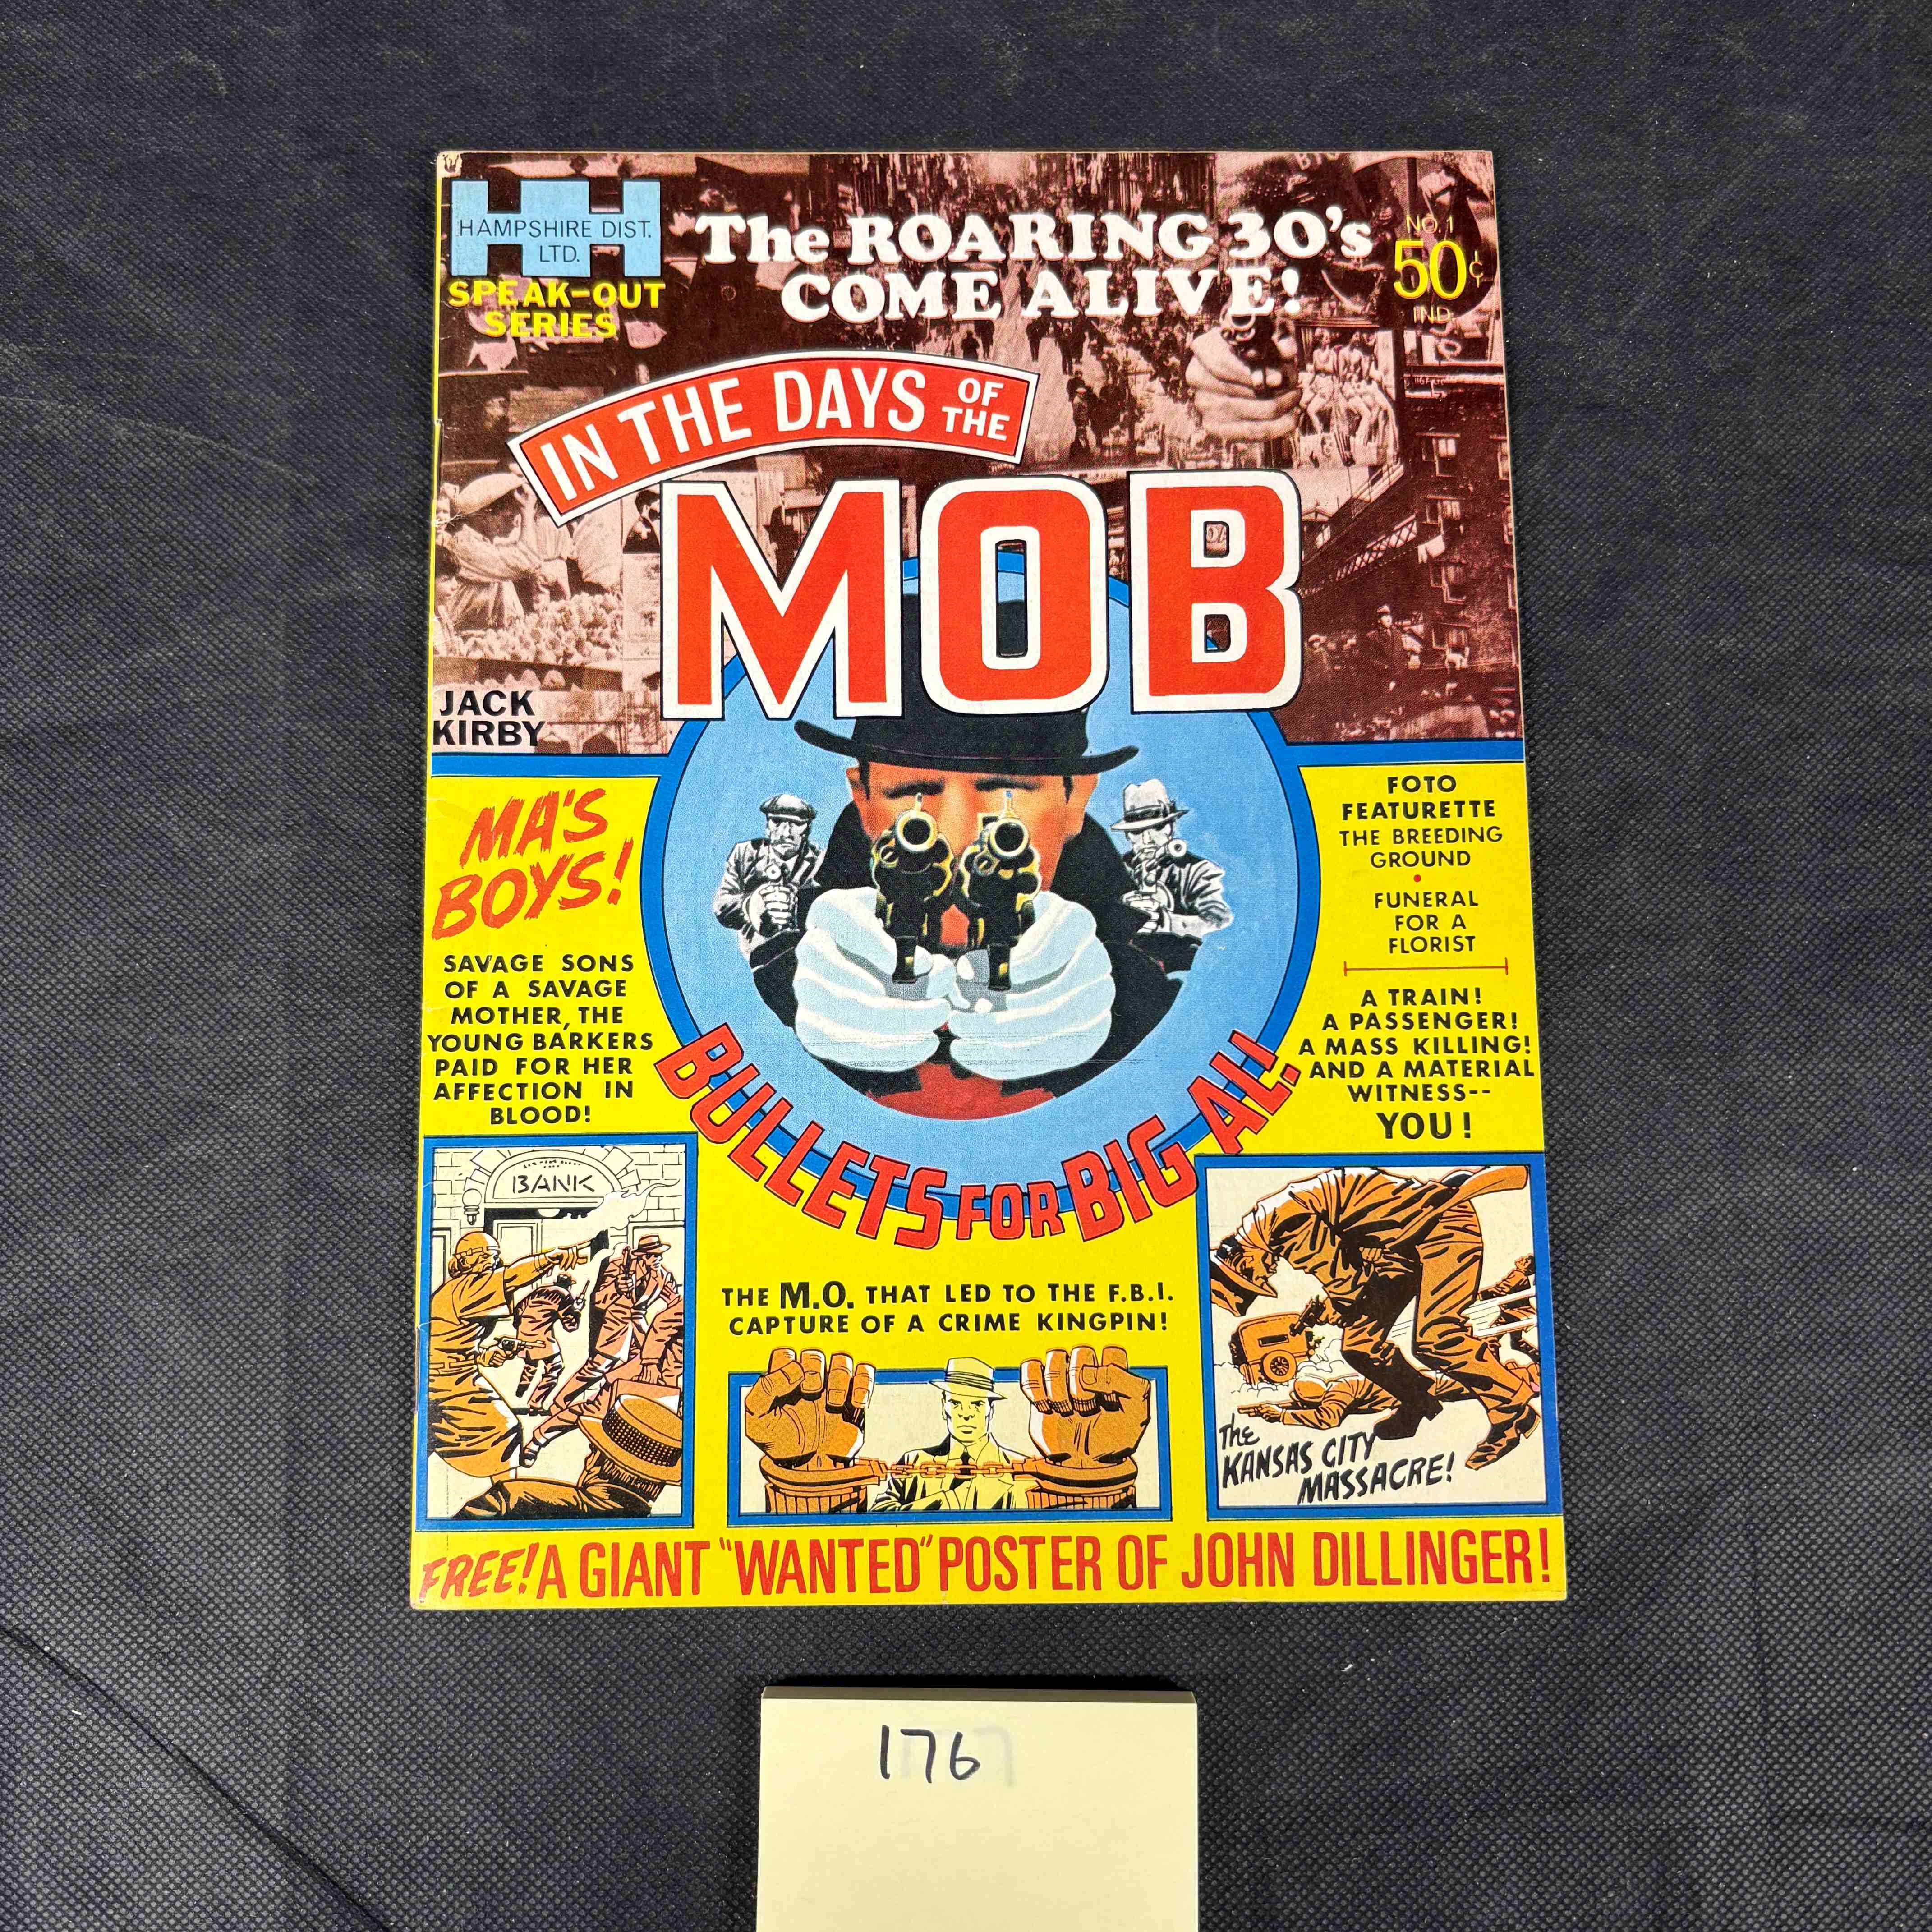 HAMPSHIRE DIST.
LTD.
SPEAK-OUT
SERIES
The ROARING 30's
COME ALIVE!
NO. 1
50¢
IND.
IN THE DAYS OF THE
MOB
JACK
KIRBY
MA'S
BOYS!
SAVAGE SONS
OF A SAVAGE
MOTHER, THE
YOUNG BARKERS
PAID FOR HER
AFFECTION IN
BLOOD!
BANK
BULLETS FOR BIG AL!
THE M.O. THAT LED TO THE F.B.I.
CAPTURE OF A CRIME KINGPIN!
FOTO
FEATURETTE
THE BREEDING
GROUND
•
FUNERAL
FOR A
FLORIST
A TRAIN!
A PASSENGER!
A MASS KILLING!
AND A MATERIAL
WITNESS--
YOU!
The
KANSAS CITY
MASSACRE!
FREE! A GIANT "WANTED" POSTER OF JOHN DILLINGER!
176